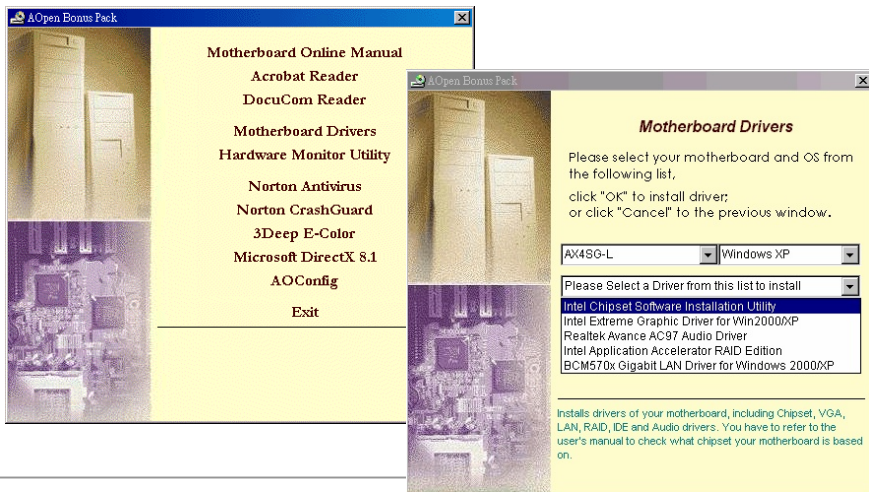 AOpen Bonus Pack
Motherboard Online Manual
Acrobat Reader
DocuCom Reader
Motherboard Drivers
Hardware Monitor Utility
Norton Antivirus
Norton CrashGuard
3Deep E-Color
Microsoft DirectX 8.1
AOConfig
Exit
AOpen Bonus Pack
Motherboard Drivers
Please select your motherboard and OS from
the following list,
click "OK" to install driver;
or click "Cancel" to the previous window.
AX4SG-L
Windows XP
Please Select a Driver from this list to install
Intel Chipset Software Installation Utility
Intel Extreme Graphic Driver for Win2000/XP
Realtek Avance AC97 Audio Driver
Intel Application Accelerator RAID Edition
BCM570x Gigabit LAN Driver for Windows 2000/XP
Installs drivers of your motherboard, including Chipset, VGA,
LAN, RAID, IDE and Audio drivers. You have to refer to the
user's manual to check what chipset your motherboard is based
on.